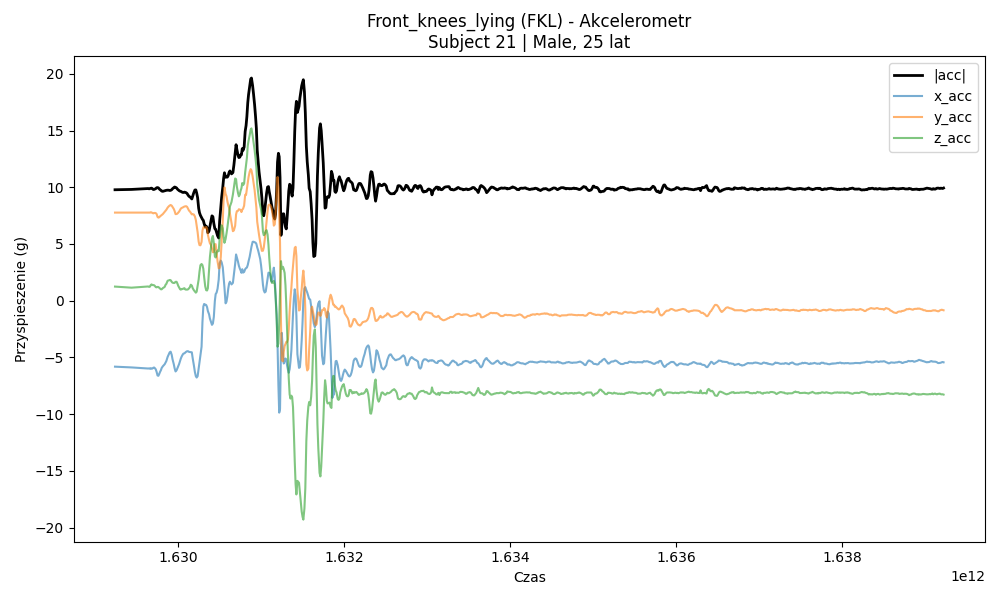 Front_knees_lying (FKL) - Akcelerometr
Subject 21 | Male, 25 lat
|acc|
x_acc
y_acc
z_acc
Przyspieszenie (g)
20
15
10
5
0
−5
−10
−15
−20
1.630
1.632
1.634
1.636
1.638
1e12
Czas